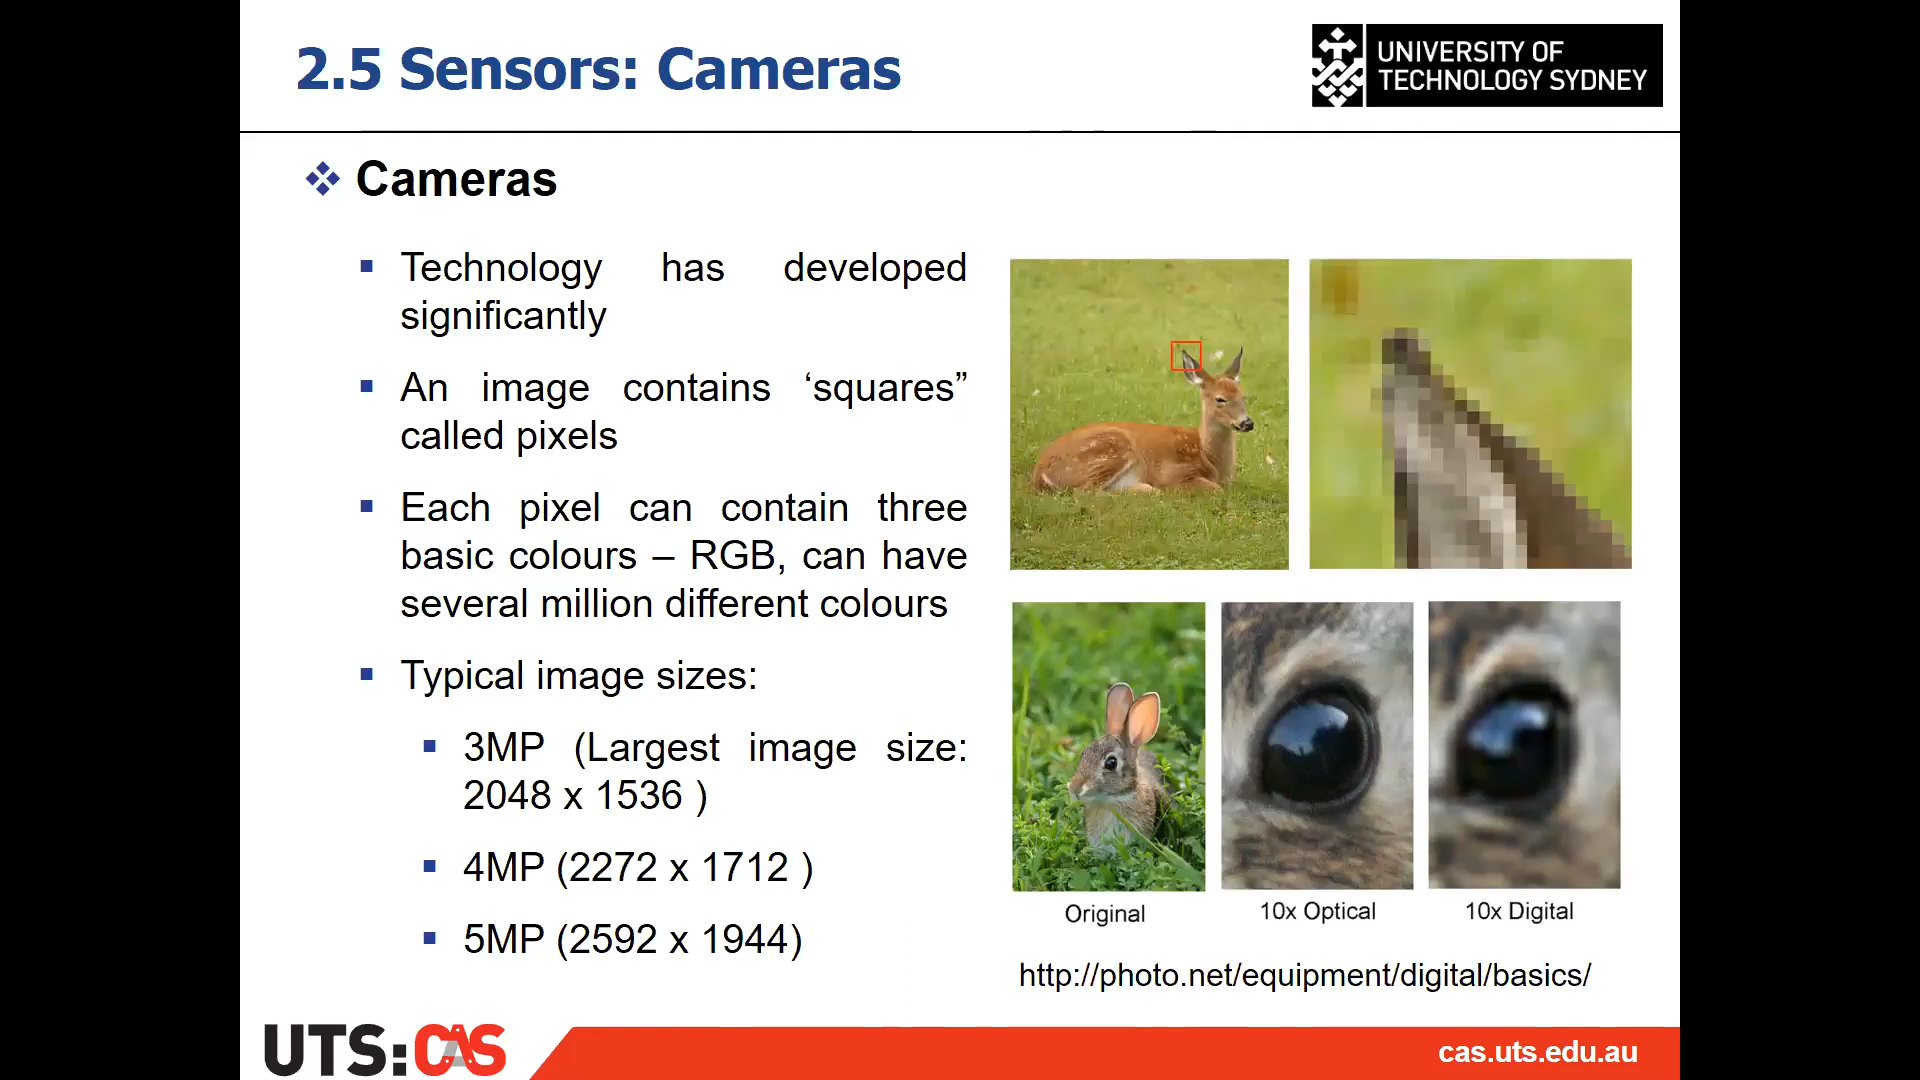 2.5 Sensors: Cameras
UNIVERSITY OF
TECHNOLOGY SYDNEY
Cameras
Technology has developed
significantly
An image contains ‘squares”
called pixels
Each pixel can contain three
basic colours – RGB, can have
several million different colours
Typical image sizes:
3MP (Largest image size:
2048 x 1536 )
4MP (2272 x 1712 )
5MP (2592 x 1944)
Original
10x Optical
10x Digital
http://photo.net/equipment/digital/basics/
UTS:CAS
cas.uts.edu.au